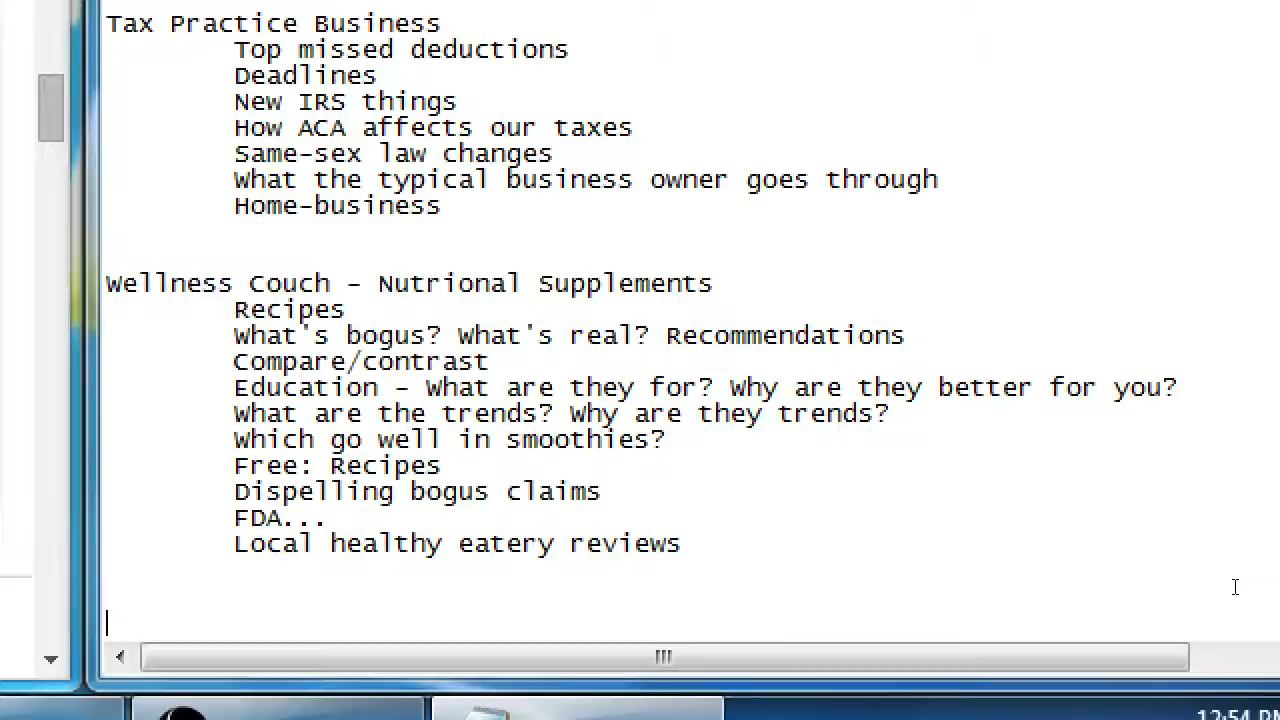 Tax Practice Business
Top missed deductions
Deadlines
New IRS things
How ACA affects our taxes
Same-sex law changes
What the typical business owner goes through
Home-business
Wellness Couch - Nutrional Supplements
Recipes
What's bogus? What's real? Recommendations
Compare/contrast
Education - What are they for? Why are they better for you?
What are the trends? Why are they trends?
Which go well in smoothies?
Free: Recipes
Dispelling bogus claims
FDA...
Local healthy eatery reviews
12:54 PM